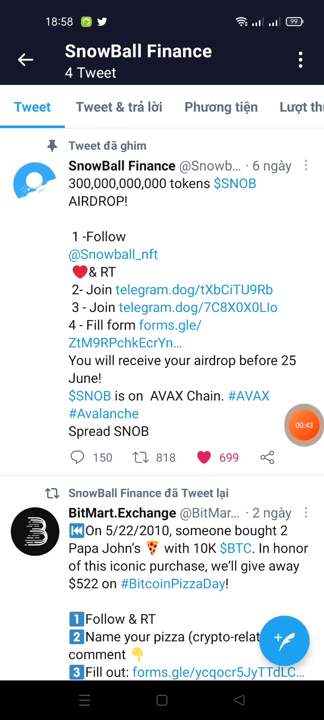 18:58
99
SnowBall Finance
4 Tweet
Tweet
Tweet & trả lời
Phương tiện
Lượt th
Tweet đã ghim
SnowBall Finance @Snowb... · 6 ngày
300,000,000,000 tokens $SNOB
AIRDROP!
1 -Follow
@Snowball_nft
❤️& RT
2- Join telegram.dog/tXbCiTU9Rb
3 - Join telegram.dog/7C8X0X0LIo
4 - Fill form forms.gle/
ZtM9RPchkEcrYn...
You will receive your airdrop before 25
June!
$SNOB is on AVAX Chain. #AVAX
#Avalanche
Spread SNOB
150
818
699
00:43
SnowBall Finance đã Tweet lại
BitMart.Exchange @BitMar... · 2 ngày
⏮️On 5/22/2010, someone bought 2
Papa John's 🍕 with 10K $BTC. In honor
of this iconic purchase, we'll give away
$522 on #BitcoinPizzaDay!
1️⃣Follow & RT
2️⃣Name your pizza (crypto-relat
comment 👇
3️⃣Fill out: forms.gle/ycqocr5JyTTdLC...